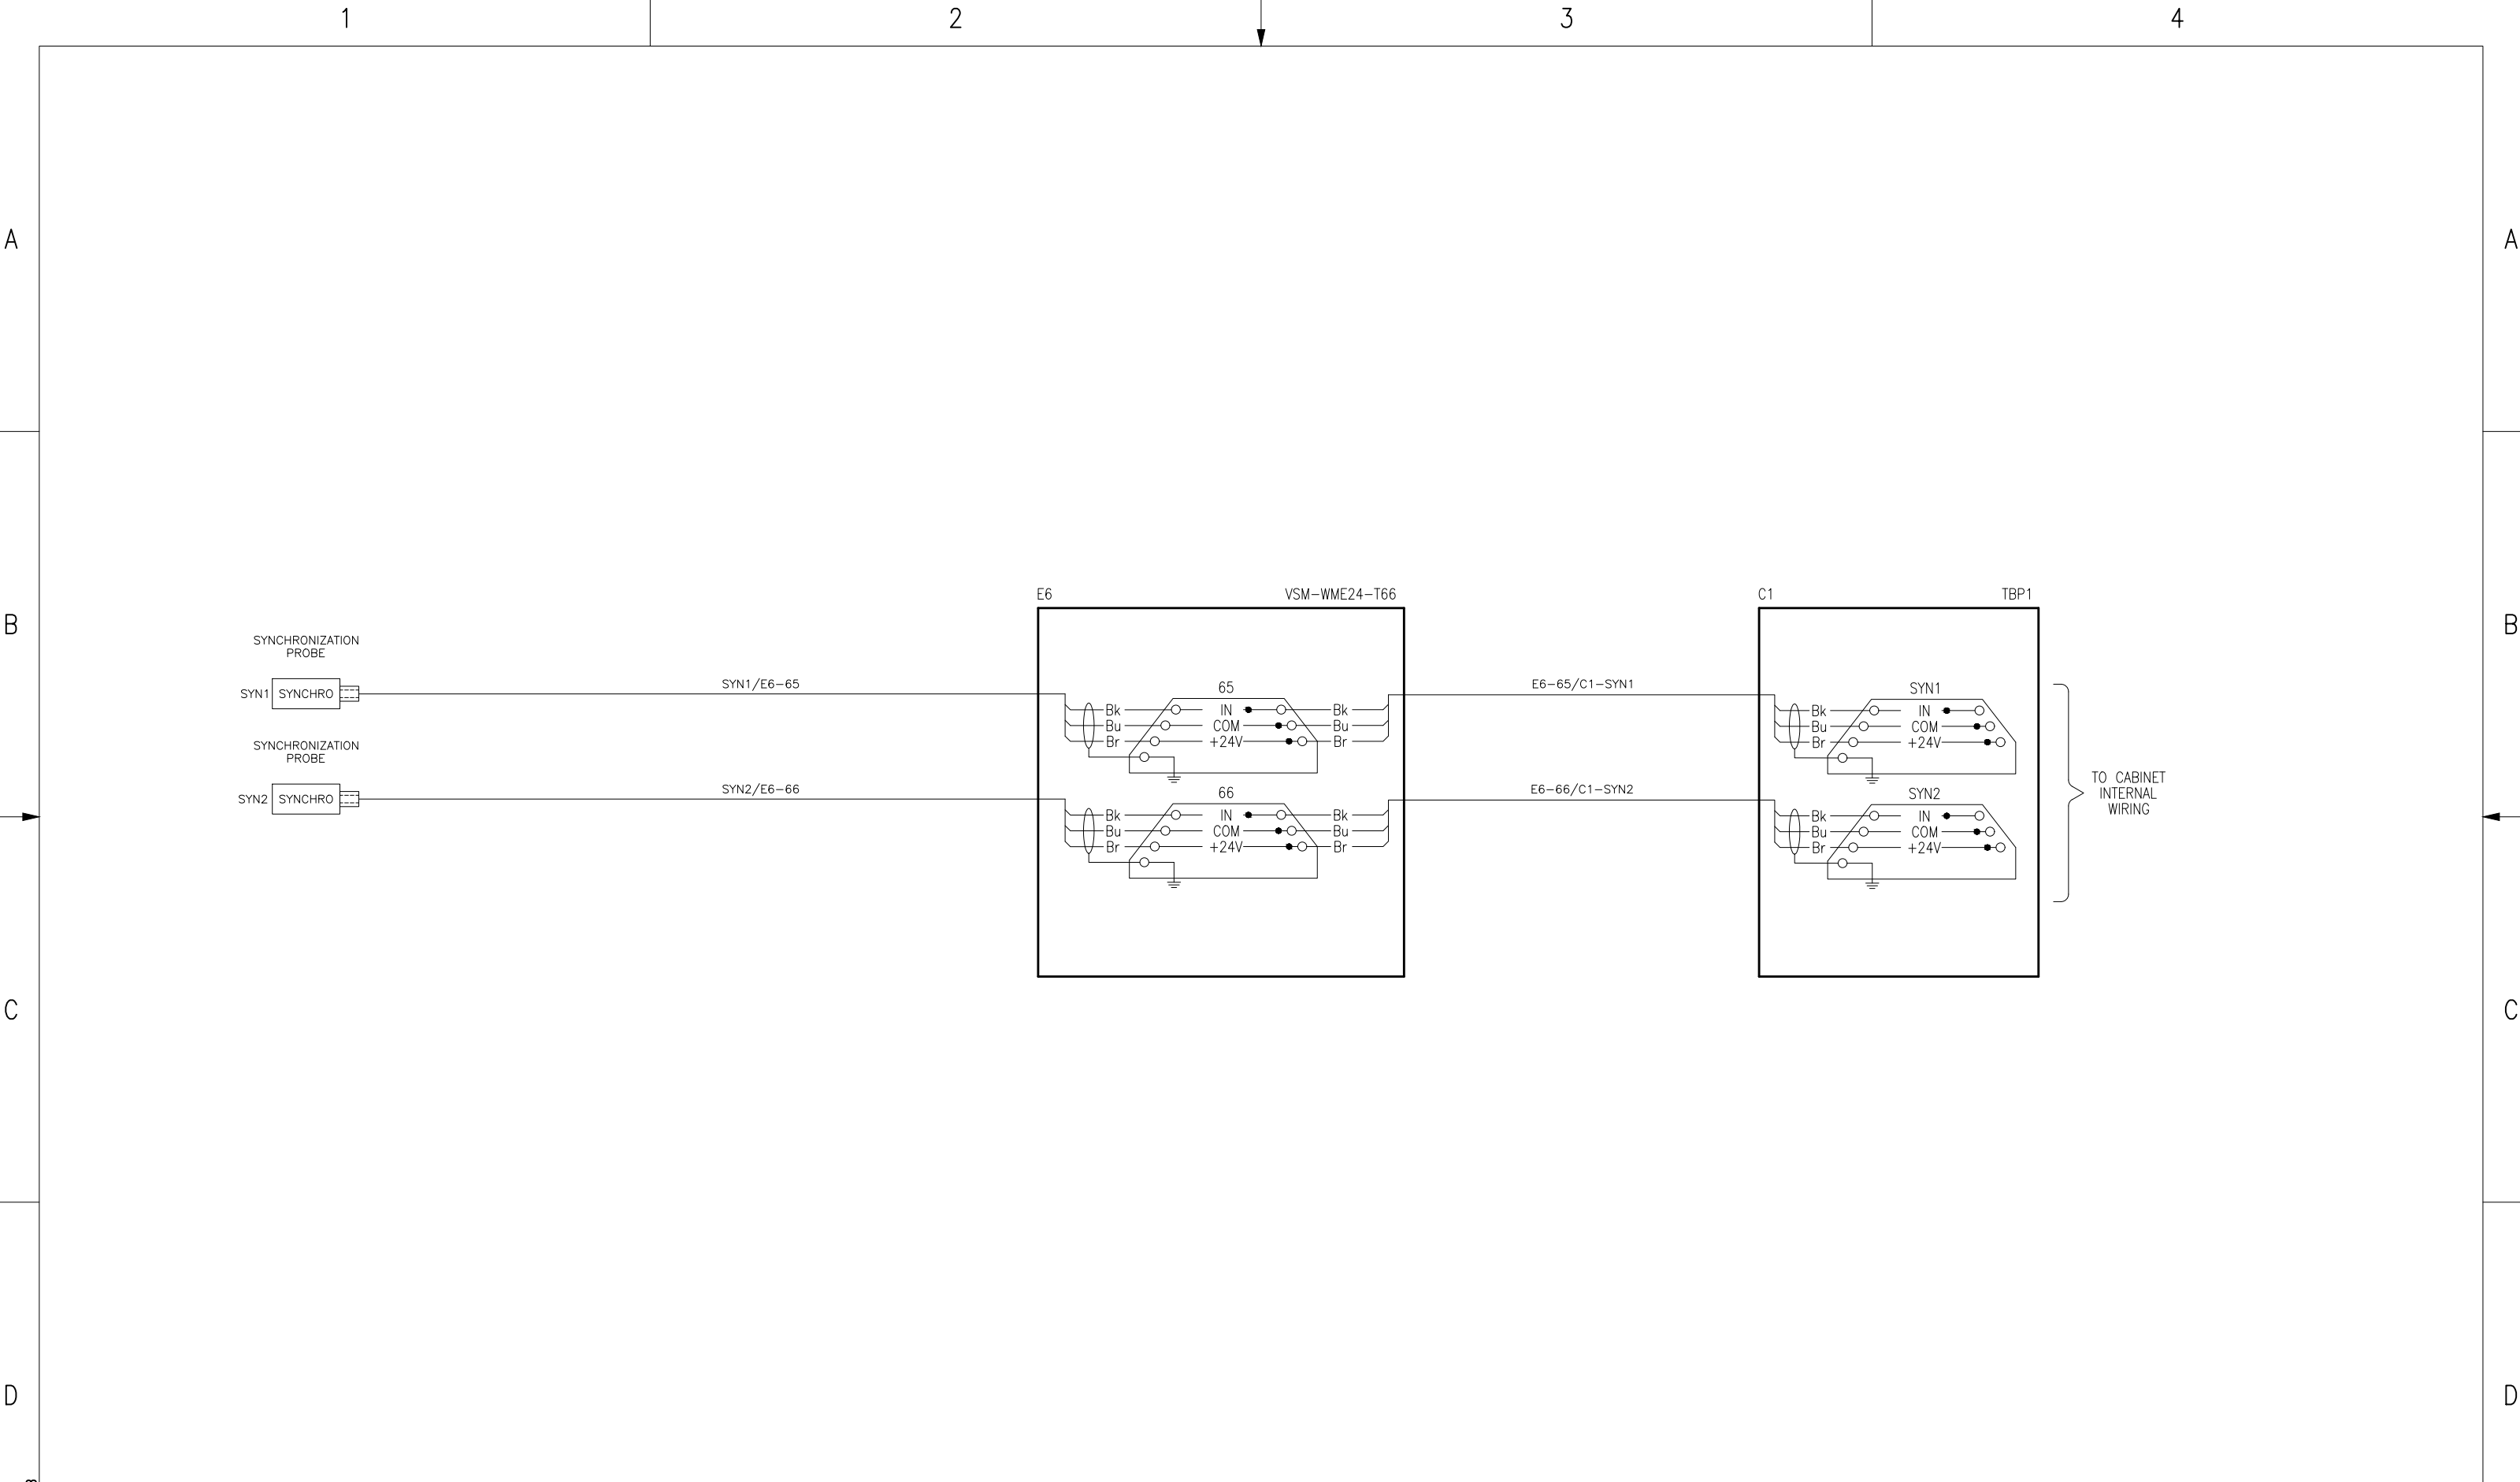 1 2 3 4
A A
B B
C C
D D
E6 VSM-WME24-T66
C1 TBP1
SYNCHRONIZATION
PROBE
SYN1 SYNCHRO
SYN1/E6-65
65
Bk IN Bk
Bu COM Bu
Br +24V Br
E6-65/C1-SYN1
SYN1
Bk IN
Bu COM
Br +24V
SYNCHRONIZATION
PROBE
SYN2 SYNCHRO
SYN2/E6-66
66
Bk IN Bk
Bu COM Bu
Br +24V Br
E6-66/C1-SYN2
SYN2
Bk IN
Bu COM
Br +24V
TO CABINET
INTERNAL
WIRING